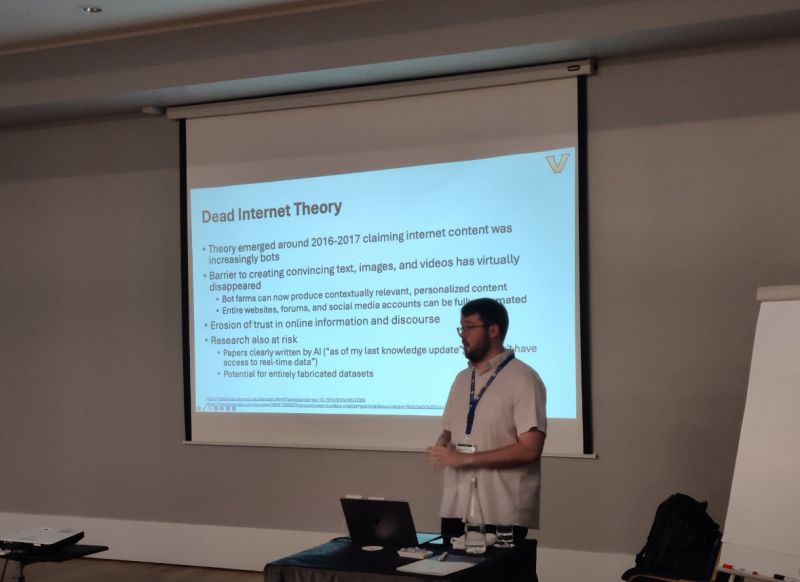 V
Dead Internet Theory
• Theory emerged around 2016-2017 claiming internet content was
increasingly bots
• Barrier to creating convincing text, images, and videos has virtually
disappeared
• Bot farms can now produce contextually relevant, personalized content
• Entire websites, forums, and social media accounts can be
• Erosion of trust in online information and discourse
• Research also at risk
• Papers clearly written by AI ("as of my last knowledge update" have
access to real-time data")
• Potential for entirely fabricated datasets